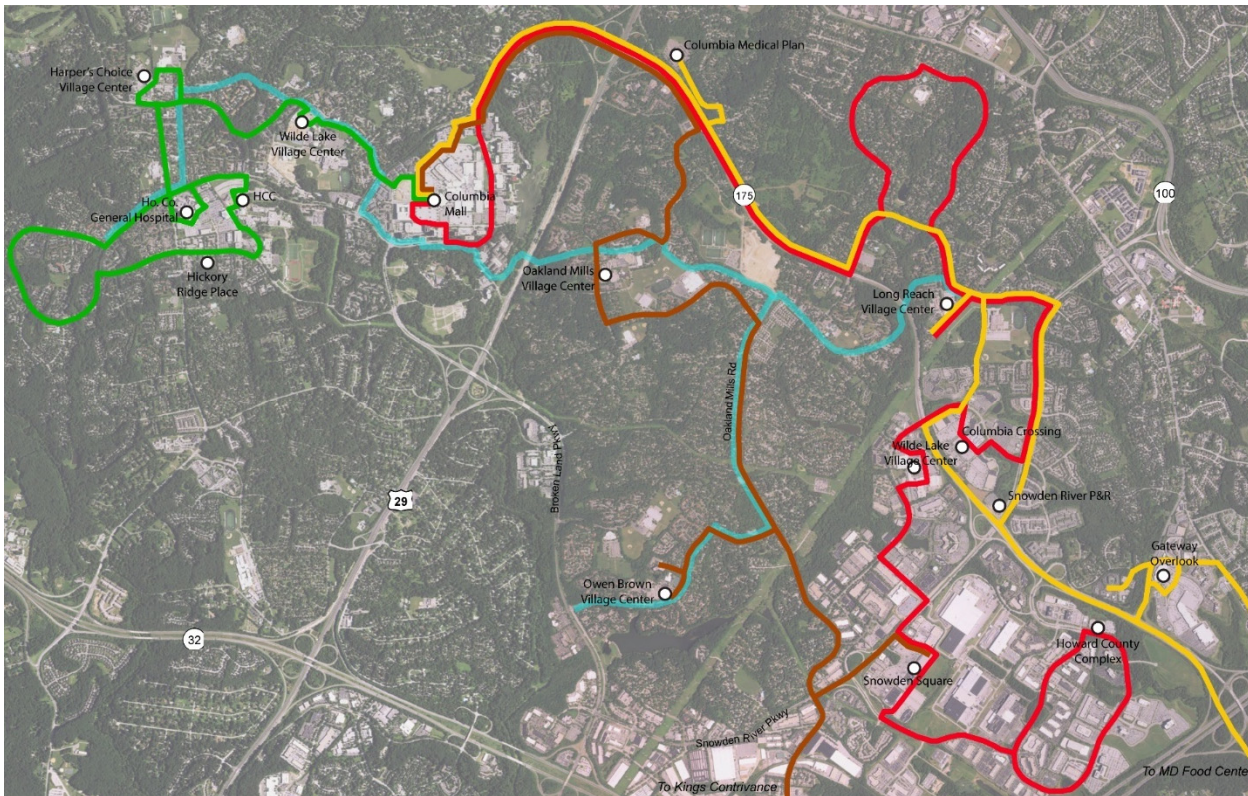 Columbia Medical Plan
Harper's Choice
Village Center
Wilde Lake
Village Center
175
100
HCC
Columbia
Mall
Ho. Co.
General Hospital
Hickory
Ridge Place
Oakland Mills
Village Center
Long Reach
Village Center
Oakland Mills Rd
Broken Land Pkwy
Columbia Crossing
Wilde Lake
Village Center
29
Snowden River P&R
Gateway
Overlook
Owen Brown
Village Center
32
Howard County
Complex
Snowden Square
Snowden River Pkwy
To Kings Contrivance
To MD Food Cente